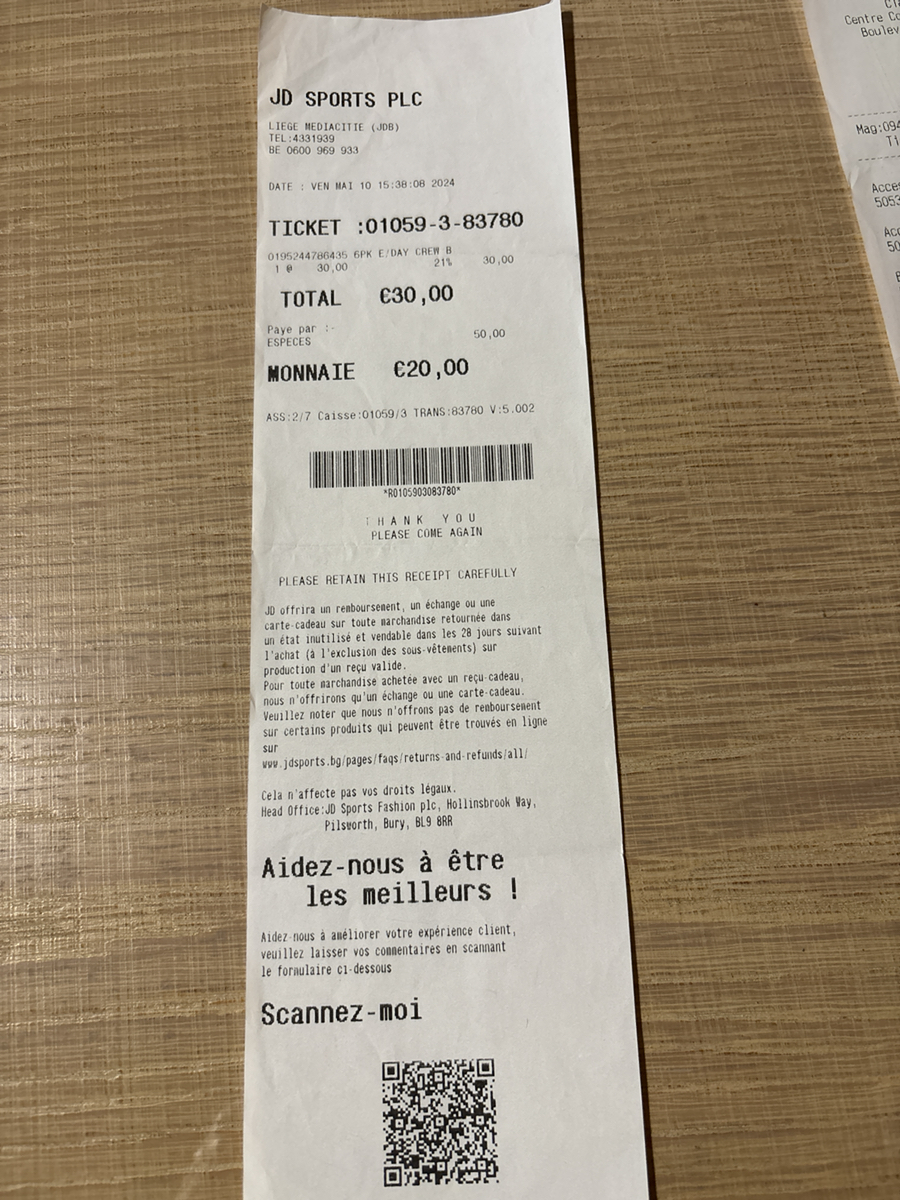 JD SPORTS PLC
LIEGE MEDIACITIE (JDB)
TEL:4331939
BE 0600 969 933
DATE : VEN MAI 10 15:38:08 2024
TICKET :01059-3-83780
0195244786435 6PK E/DAY CREW B
1 @ 30,00 21% 30,00
TOTAL €30,00
Paye par :-
ESPECES 50,00
MONNAIE €20,00
ASS:2/7 Caisse:01059/3 TRANS:83780 V:5.002
*R0105903083780*
THANK YOU
PLEASE COME AGAIN
PLEASE RETAIN THIS RECEIPT CAREFULLY
JD offrira un remboursement, un échange ou une
carte-cadeau sur toute marchandise retournée dans
un état inutilisé et vendable dans les 28 jours suivant
l'achat (à l'exclusion des sous-vêtements) sur
production d'un reçu valide.
Pour toute marchandise achetée avec un reçu-cadeau,
nous n'offrirons qu'un échange ou une carte-cadeau.
Veuillez noter que nous n'offrons pas de remboursement
sur certains produits qui peuvent être trouvés en ligne
sur
www.jdsports.bg/pages/faqs/returns-and-refunds/all/
Cela n'affecte pas vos droits légaux.
Head Office:JD Sports Fashion plc, Hollinsbrook Way,
Pilsworth, Bury, BL9 8RR
Aidez-nous à être
les meilleurs !
Aidez-nous à améliorer votre expérience client,
veuillez laisser vos commentaires en scannant
le formulaire ci-dessous
Scannez-moi
Centre
Mag:094